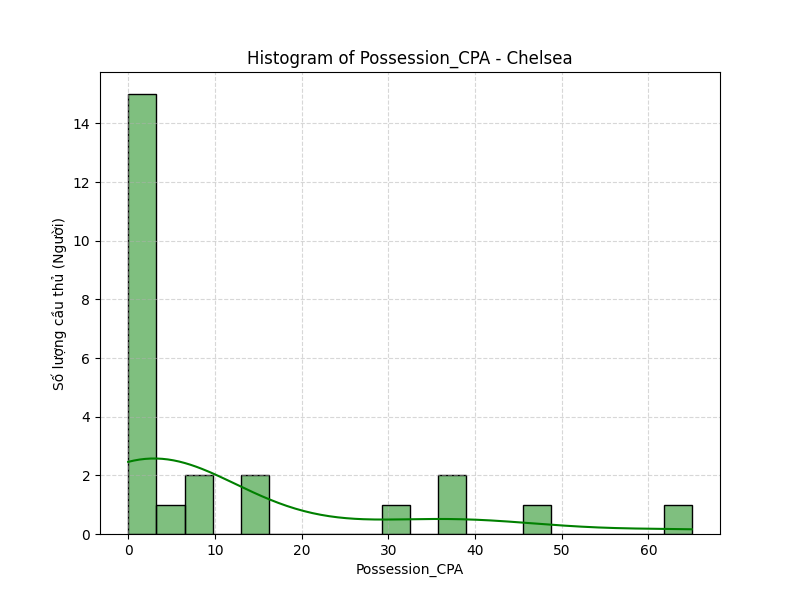 Histogram of Possession_CPA - Chelsea
14
12
10
8
6
4
2
0
Số lượng cầu thủ (Người)
0 10 20 30 40 50 60
Possession_CPA